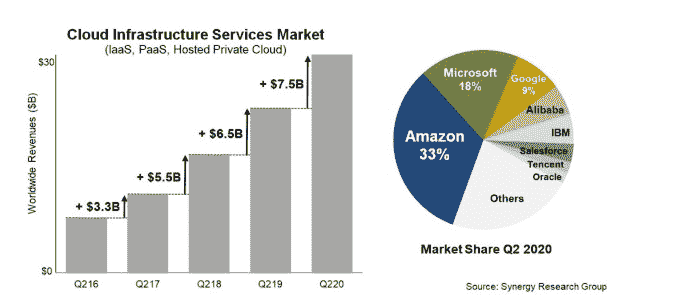 Cloud Infrastructure Services Market
(IaaS, PaaS, Hosted Private Cloud)
Worldwide Revenues ($B)
$30
$0
+ $3.3B
+ $5.5B
+ $6.5B
+ $7.5B
Q216
Q217
Q218
Q219
Q220
Microsoft
18%
Google
9%
Alibaba
IBM
Salesforce
Tencent
Oracle
Others
Amazon
33%
Market Share Q2 2020
Source: Synergy Research Group